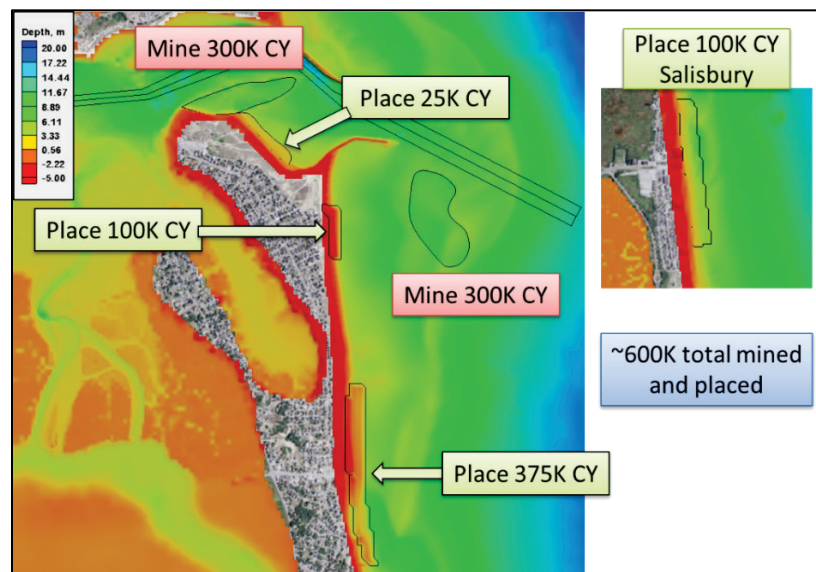 Depth, m
20.00
17.22
14.44
11.67
8.89
6.11
3.33
0.56
-2.22
-5.00
Mine 300K CY
Place 25K CY
Place 100K CY
Mine 300K CY
Place 375K CY
Place 100K CY
Salisbury
~600K total mined
and placed